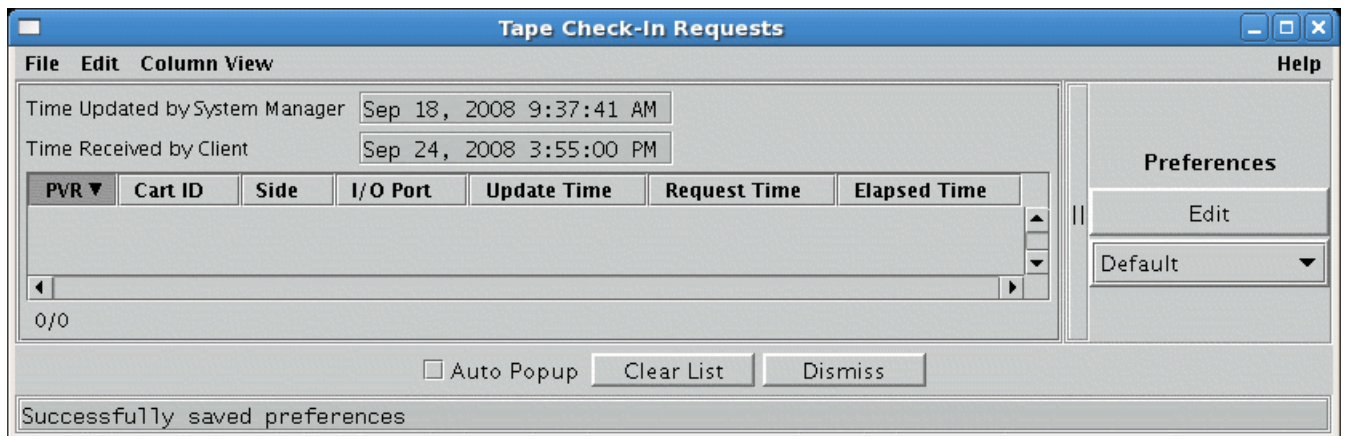 Tape Check-In Requests
File Edit Column View Help
Time Updated by System Manager Sep 18, 2008 9:37:41 AM
Time Received by Client Sep 24, 2008 3:55:00 PM
PVR Cart ID Side I/O Port Update Time Request Time Elapsed Time
0/0
Preferences
Edit
Default
Auto Popup Clear List Dismiss
Successfully saved preferences